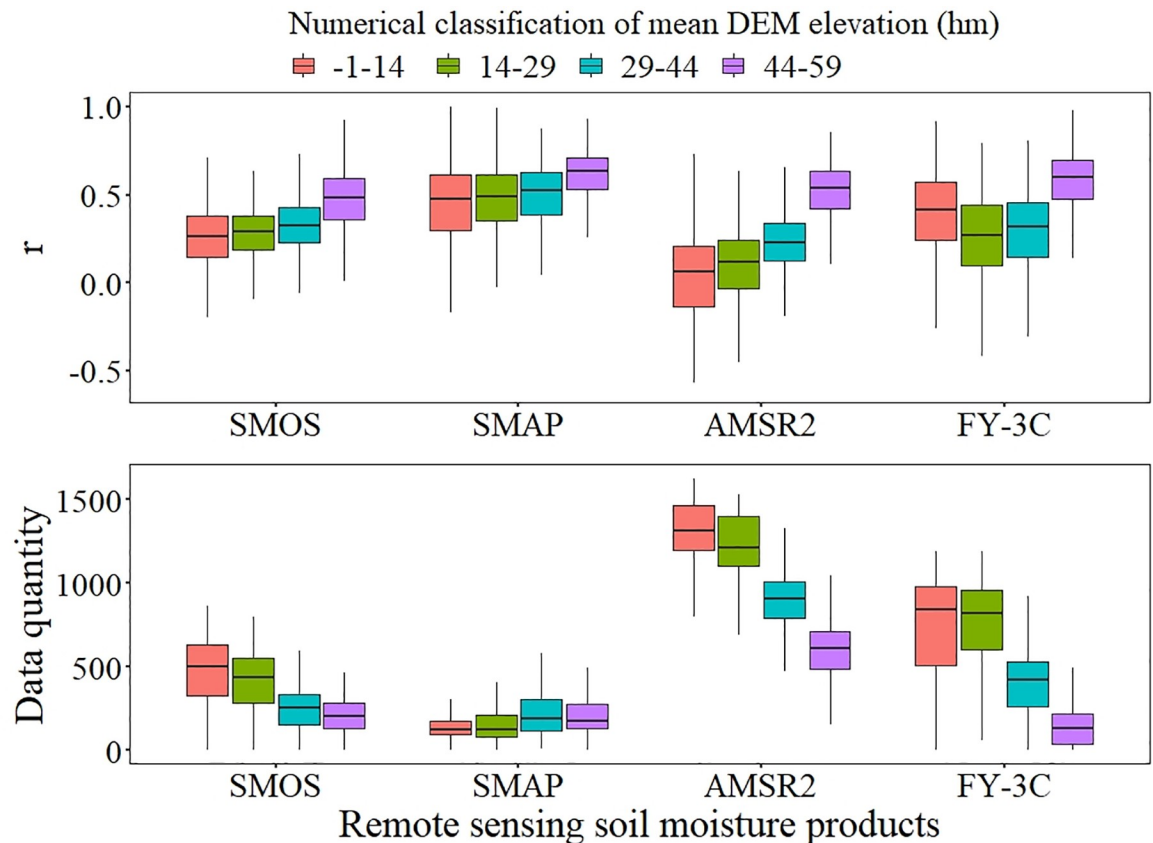 Numerical classification of mean DEM elevation (hm)
-1-14 14-29 29-44 44-59
1.0
0.5
0.0
-0.5
r
SMOS SMAP AMSR2 FY-3C
1500
1000
500
0
Data quantity
SMOS SMAP AMSR2 FY-3C
Remote sensing soil moisture products